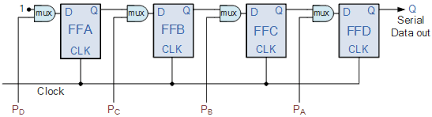 1 mux D Q FFA CLK mux D Q FFB CLK mux D Q FFC CLK mux D Q FFD CLK Q
Serial
Data out
Clock
PD PC PB PA